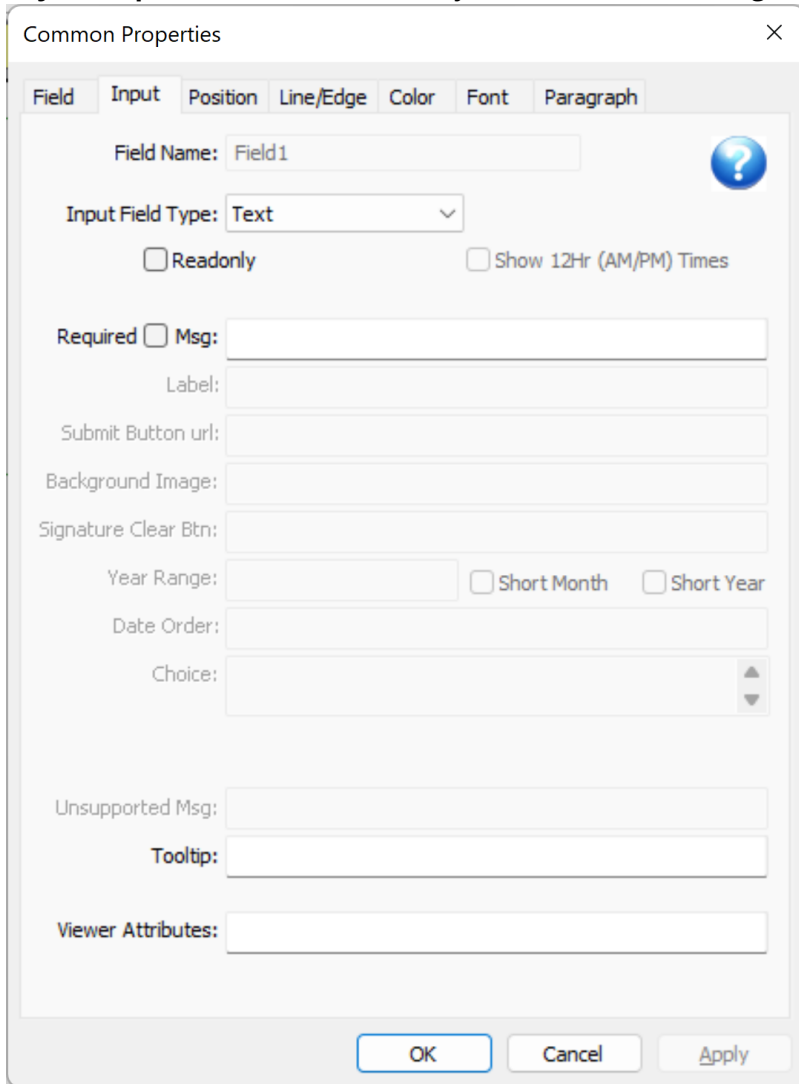 Common Properties
Field Input Position Line/Edge Color Font Paragraph
Field Name: Field1
Input Field Type: Text
Readonly Show 12Hr (AM/PM) Times
Required Msg:
Label:
Submit Button url:
Background Image:
Signature Clear Btn:
Year Range: Short Month Short Year
Date Order:
Choice:
Unsupported Msg:
Tooltip:
Viewer Attributes:
OK Cancel Apply